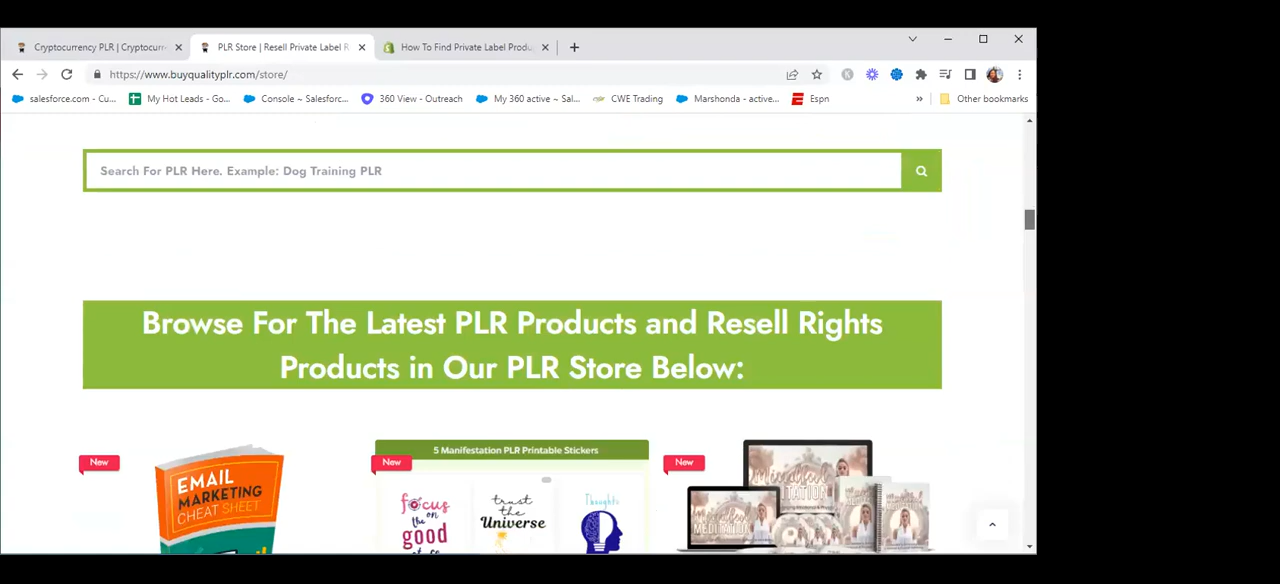 Cryptocurrency PLR | Cryptocurr
PLR Store | Resell Private Label R
How To Find Private Label Produ
https://www.buyqualityplr.com/store/
salesforce.com - Cu...
My Hot Leads - Go...
Console ~ Salesforc...
360 View - Outreach
My 360 active ~ Sal...
CWE Trading
Marshonda - active...
Espn
»
Other bookmarks
Search For PLR Here. Example: Dog Training PLR
Browse For The Latest PLR Products and Resell Rights
Products in Our PLR Store Below:
New
EMAIL
MARKETING
CHEAT SHEET
New
5 Manifestation PLR Printable Stickers
focus
on
the
good
trust
the
Universe
Thoughts
New
Mindful
MEDITATION
Mindful
MEDITATION